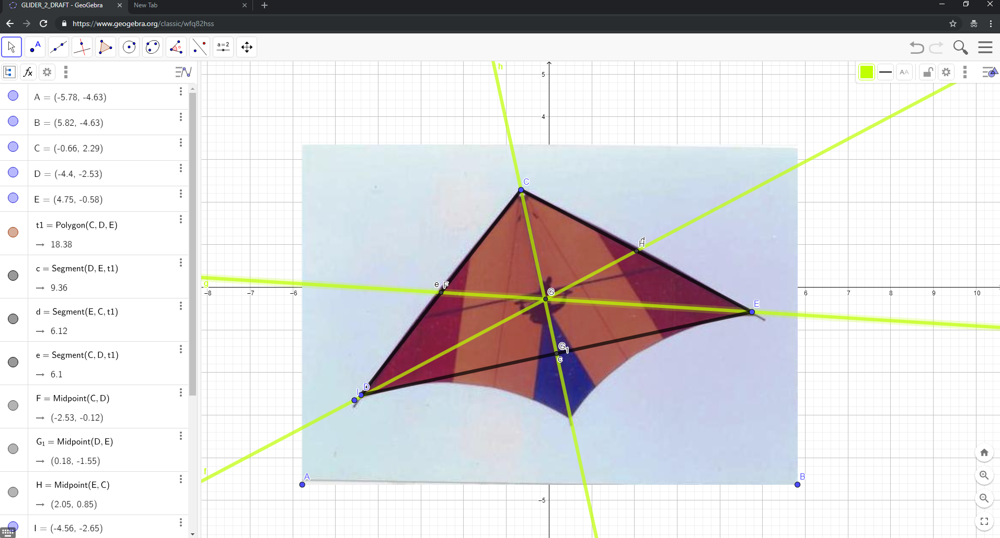 GLIDER_2_DRAFT - GeoGebra
New Tab
https://www.geogebra.org/classic/wfq82hss
A
a=2
fx
AA
A = (-5.78, -4.63)
B = (5.82, -4.63)
C = (-0.66, 2.29)
D = (-4.4, -2.53)
E = (4.75, -0.58)
t1 = Polygon(C, D, E)
→ 18.38
c = Segment(D, E, t1)
→ 9.36
d = Segment(E, C, t1)
→ 6.12
e = Segment(C, D, t1)
→ 6.1
F = Midpoint(C, D)
→ (-2.53, -0.12)
G₁ = Midpoint(D, E)
→ (0.18, -1.55)
H = Midpoint(E, C)
→ (2.05, 0.85)
I = (-4.56, -2.65)
h
5
4
C
d
H
g
e F
G
-8 -7 -6
6 7 8 9 10
E
G₁
c
I D
f
A
B
-5